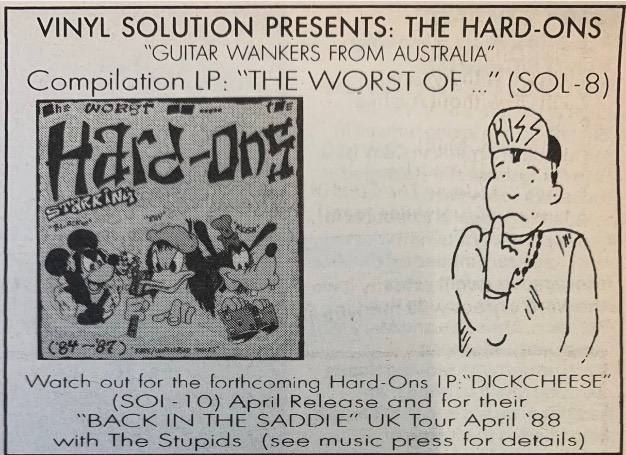 VINYL SOLUTION PRESENTS: THE HARD-ONS
"GUITAR WANKERS FROM AUSTRALIA"
Compilation LP: "THE WORST OF ..." (SOL-8)
the WORST
the
Hard-ons
STARRING
"BLACKIE"
"RAY"
KISS
('84-'87)
Watch out for the forthcoming Hard-Ons LP:"DICKCHEESE"
(SOL-10) April Release and for their
"BACK IN THE SADDLE" UK Tour April '88
with The Stupids (see music press for details)